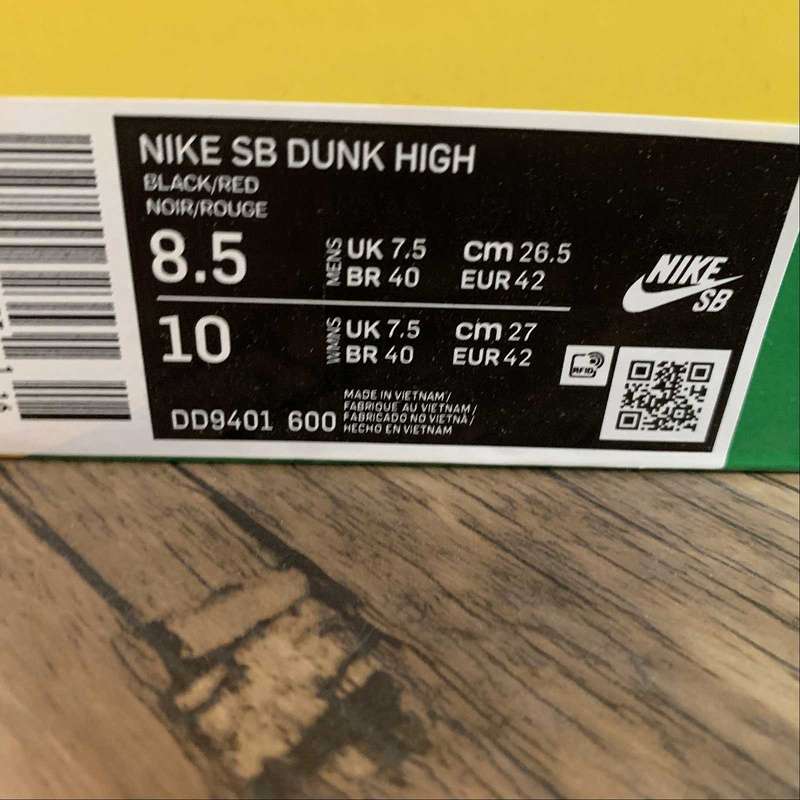 NIKE SB DUNK HIGH
BLACK/RED
NOIR/ROUGE
8.5 MENS UK 7.5 cm 26.5
BR 40 EUR 42
10 WMNS UK 7.5 cm 27
BR 40 EUR 42
NIKE
SB
RFID
DD9401 600
MADE IN VIETNAM/
FABRIQUÉ AU VIETNAM/
FABRICADO NO VIETNÃ/
HECHO EN VIETNAM